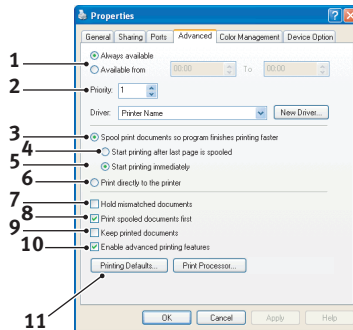 Properties
General Sharing Ports Advanced Color Management Device Option
1 Always available
Available from 00:00 To 00:00
2 Priority: 1
Driver: Printer Name New Driver...
3 Spool print documents so program finishes printing faster
4 Start printing after last page is spooled
5 Start printing immediately
6 Print directly to the printer
7 Hold mismatched documents
8 Print spooled documents first
9 Keep printed documents
10 Enable advanced printing features
Printing Defaults... Print Processor...
11
OK Cancel Apply Help